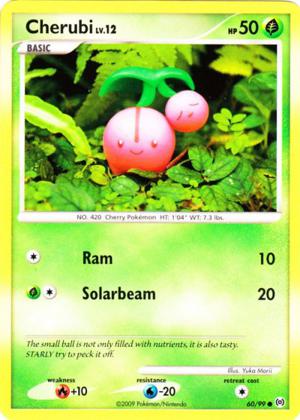 Cherubi LV.12 HP 50
BASIC
NO. 420 Cherry Pokémon HT: 1'04" WT: 7.3 lbs.
Ram 10
Solarbeam 20
The small ball is not only filled with nutrients, it is also tasty.
STARLY try to peck it off.
Illus. Yuka Morii
weakness resistance retreat cost
+10 -20
©2009 Pokémon/Nintendo 60/99